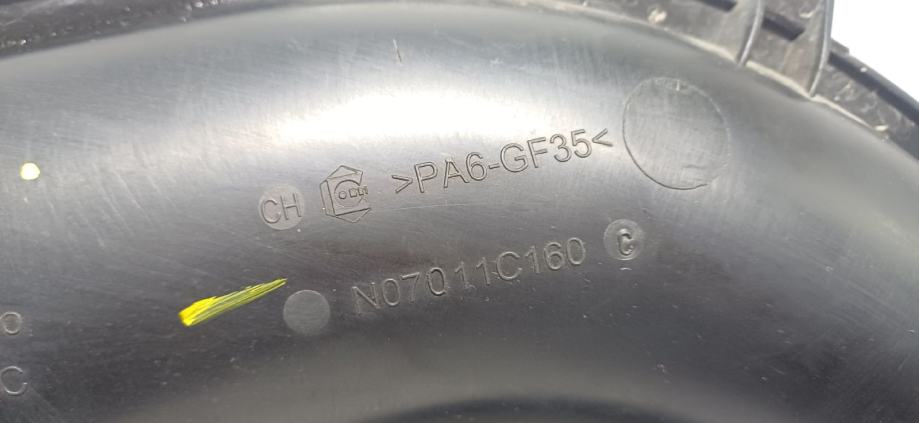 CH >PA6-GF35<
N07011C160 C
O
C